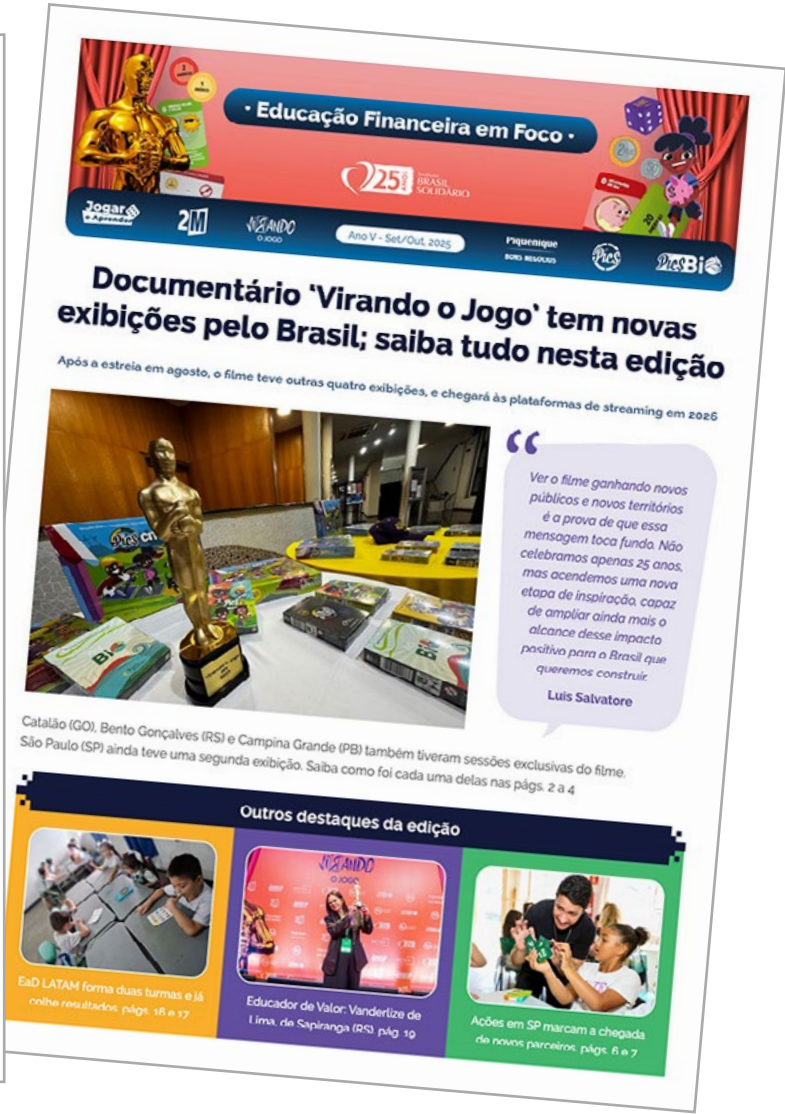 • Educação Financeira em Foco •
25 ANOS
BRASIL
SOLIDÁRIO
Jogar
e Aprender
2M
VIRANDO
O JOGO
Ano V - Set/Out, 2025
Piquenique
BONS NEGÓCIOS
Pics
PicsBio
Documentário ‘Virando o Jogo’ tem novas
exibições pelo Brasil; saiba tudo nesta edição
Após a estreia em agosto, o filme teve outras quatro exibições, e chegará às plataformas de streaming em 2026
Pics
Bio
“
Ver o filme ganhando novos
públicos e novos territórios
é a prova de que essa
mensagem toca fundo. Não
celebramos apenas 25 anos,
mas acendemos uma nova
etapa de inspiração, capaz
de ampliar ainda mais o
alcance desse impacto
positivo para o Brasil que
queremos construir.
Luis Salvatore
Catalão (GO), Bento Gonçalves (RS) e Campina Grande (PB) também tiveram sessões exclusivas do filme.
São Paulo (SP) ainda teve uma segunda exibição. Saiba como foi cada uma delas nas págs. 2 a 4
Outros destaques da edição
EaD LATAM forma duas turmas e já
colhe resultados. págs. 16 e 17
VIRANDO
O JOGO
Educador de Valor: Vanderlize de
Lima, de Sapiranga (RS). pág. 19
Ações em SP marcam a chegada
de novos parceiros. págs. 6 e 7